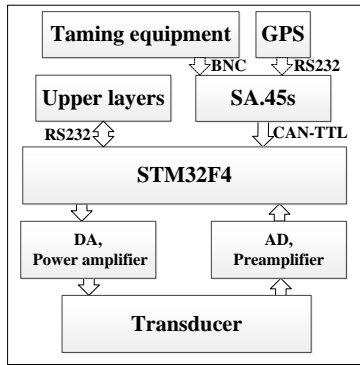 Taming equipment
GPS
BNC
RS232
Upper layers
SA.45s
RS232
CAN-TTL
STM32F4
DA,
Power amplifier
AD,
Preamplifier
Transducer